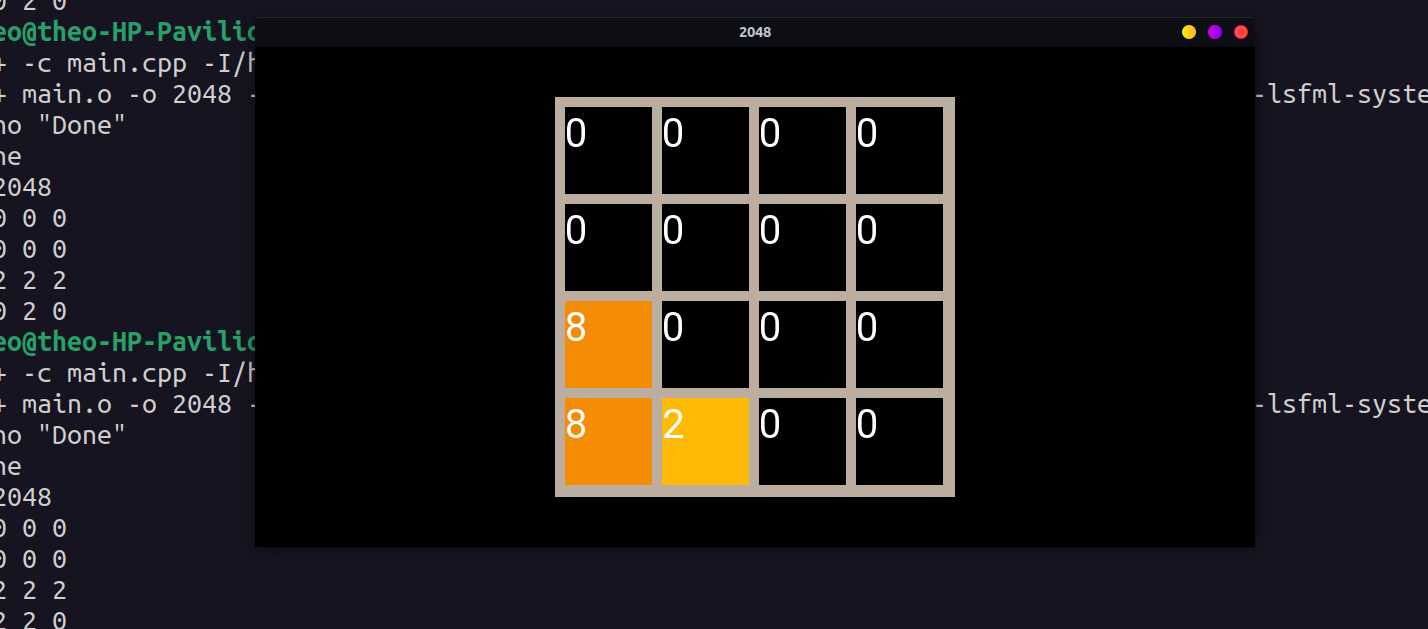 0 2 0
eo@theo-HP-Pavilio
+ -c main.cpp -I/h
+ main.o -o 2048 - -lsfml-syste
no "Done"
ne
2048
0 0 0
0 0 0
2 2 2
0 2 0
eo@theo-HP-Pavilio
+ -c main.cpp -I/h
+ main.o -o 2048 - -lsfml-syste
no "Done"
ne
2048
0 0 0
0 0 0
2 2 2
2 2 0
2048
0 0 0 0
0 0 0 0
8 0 0 0
8 2 0 0